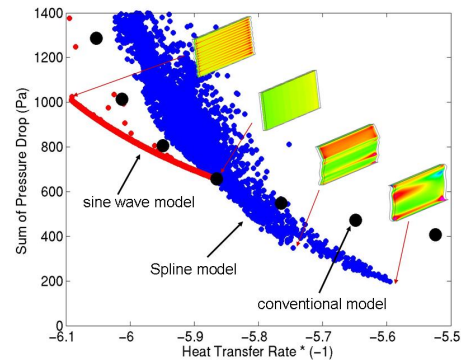 1400
1200
1000
800
600
400
200
0
Sum of Pressure Drop (Pa)
sine wave model
Spline model
conventional model
−6.1 −6 −5.9 −5.8 −5.7 −5.6 −5.5
Heat Transfer Rate * (−1)